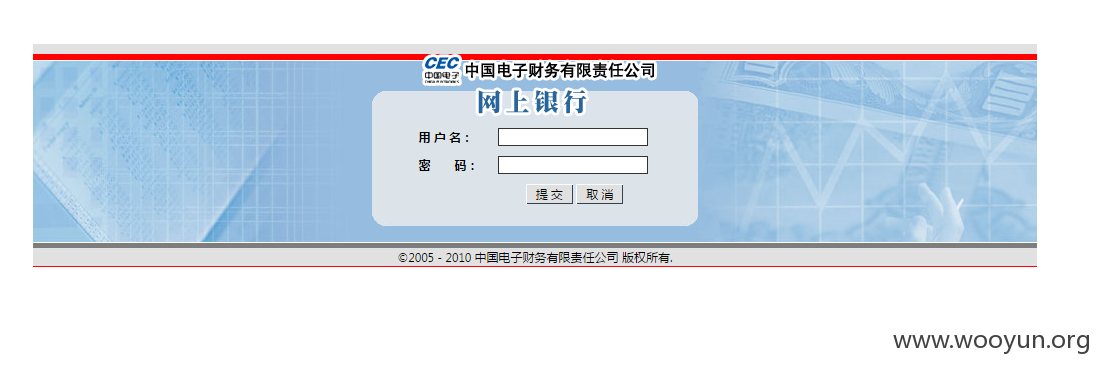 CEC
中国电子
中国电子财务有限责任公司
网上银行
用户名：
密 码：
提交 取消
©2005 - 2010 中国电子财务有限责任公司 版权所有.
www.wooyun.org